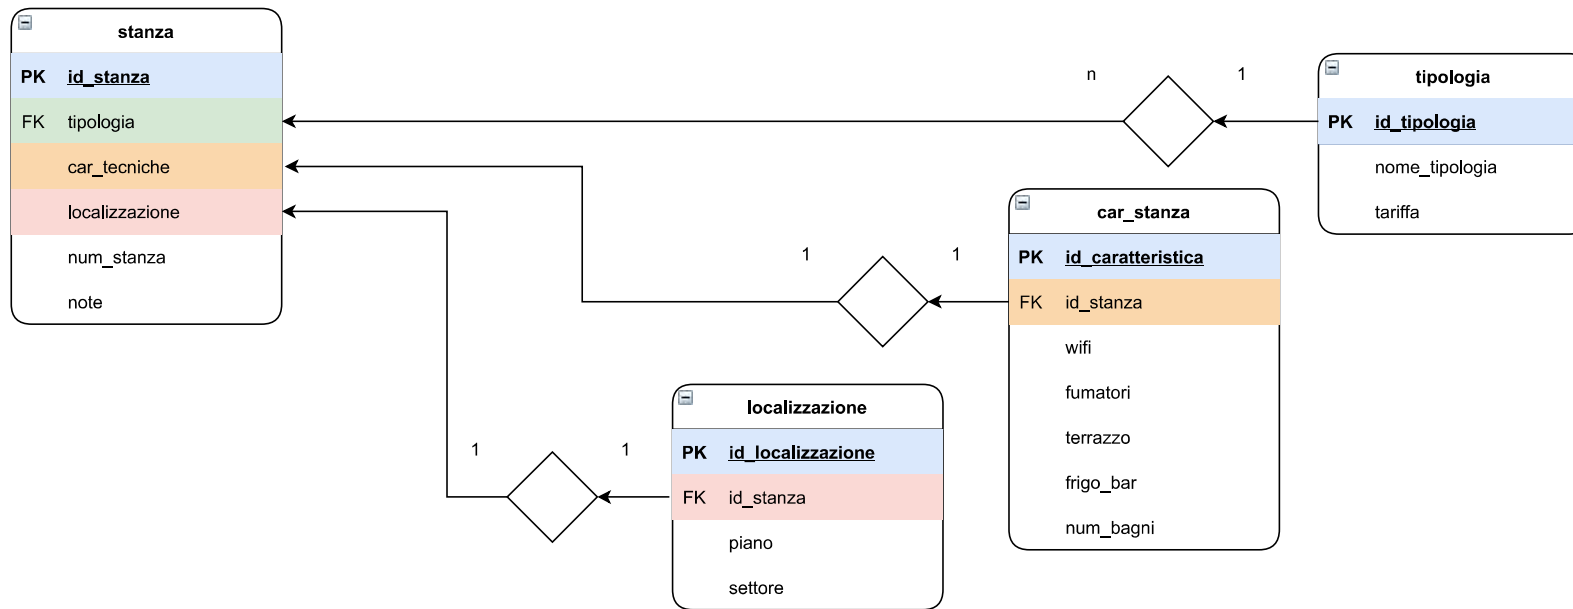 stanza
PK id_stanza
FK tipologia
car_tecniche
localizzazione
num_stanza
note
n
1
tipologia
PK id_tipologia
nome_tipologia
tariffa
1
1
car_stanza
PK id_caratteristica
FK id_stanza
wifi
fumatori
terrazzo
frigo_bar
num_bagni
1
1
localizzazione
PK id_localizzazione
FK id_stanza
piano
settore